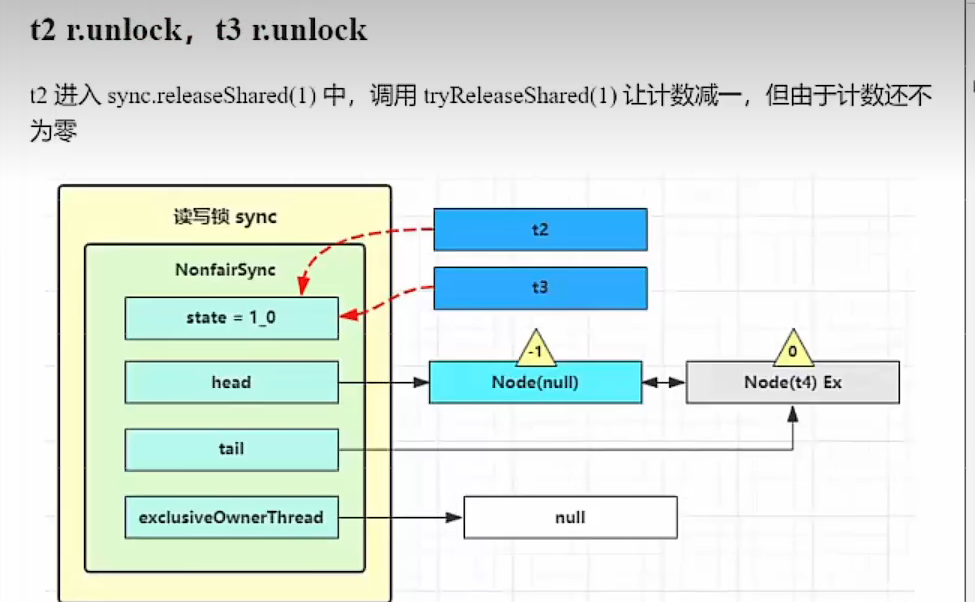 t2 r.unlock，t3 r.unlock
t2 进入 sync.releaseShared(1) 中，调用 tryReleaseShared(1) 让计数减一，但由于计数还不
为零
读写锁 sync
t2
NonfairSync
t3
state = 1_0
-1
0
head
Node(null)
Node(t4) Ex
tail
exclusiveOwnerThread
null